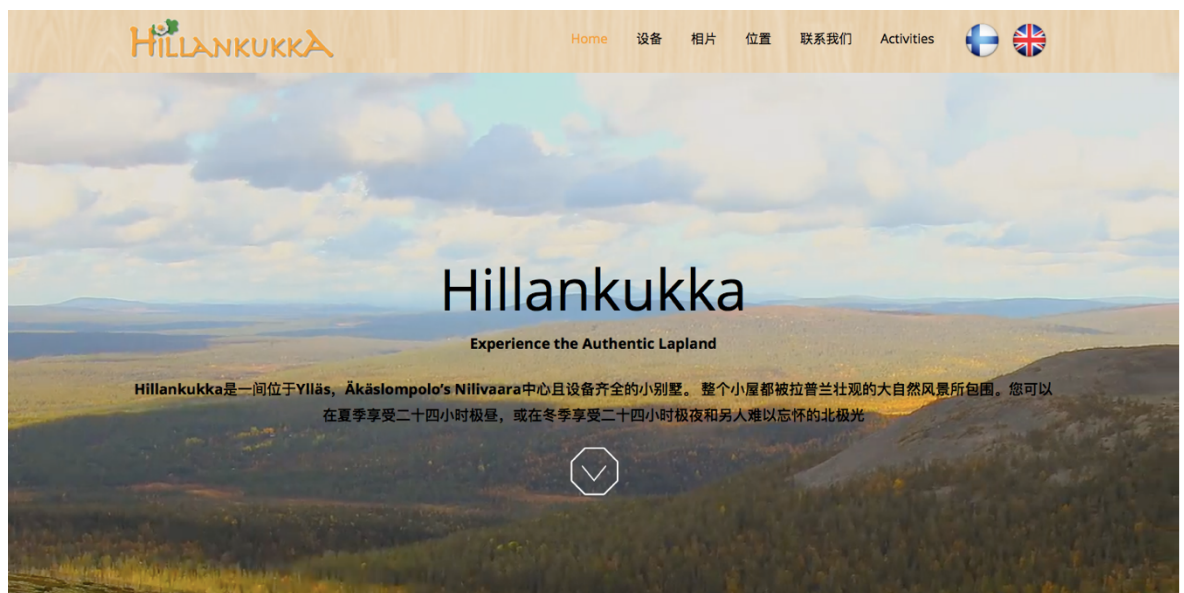 HILLANKUKKA
Home 设备 相片 位置 联系我们 Activities
Hillankukka
Experience the Authentic Lapland
Hillankukka是一间位于Ylläs，Äkäslompolo’s Nilivaara中心且设备齐全的小别墅。 整个小屋都被拉普兰壮观的大自然风景所包围。您可以
在夏季享受二十四小时极昼，或在冬季享受二十四小时极夜和另人难以忘怀的北极光